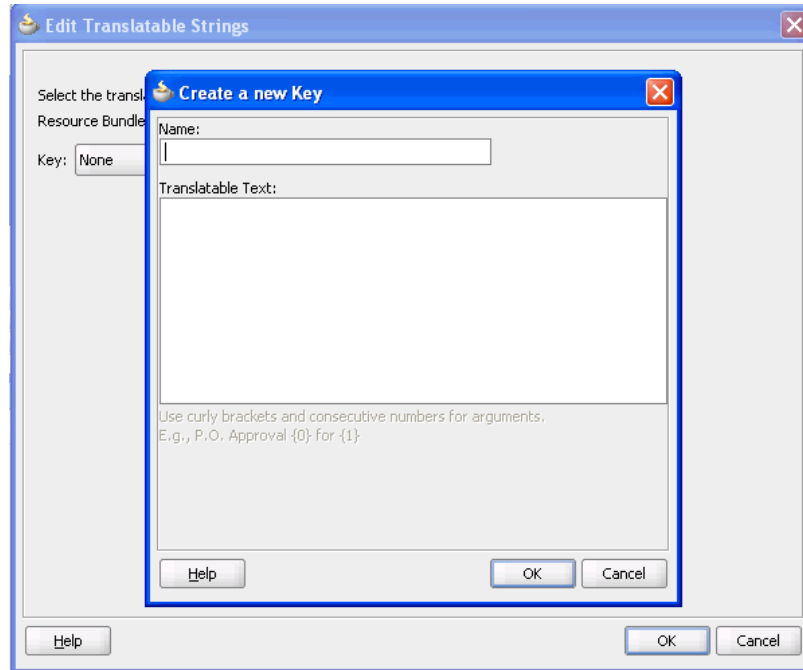 Edit Translatable Strings
Select the transl
Resource Bundle
Key: None
Create a new Key
Name:
Translatable Text:
Use curly brackets and consecutive numbers for arguments.
E.g., P.O. Approval {0} for {1}
Help OK Cancel
Help OK Cancel